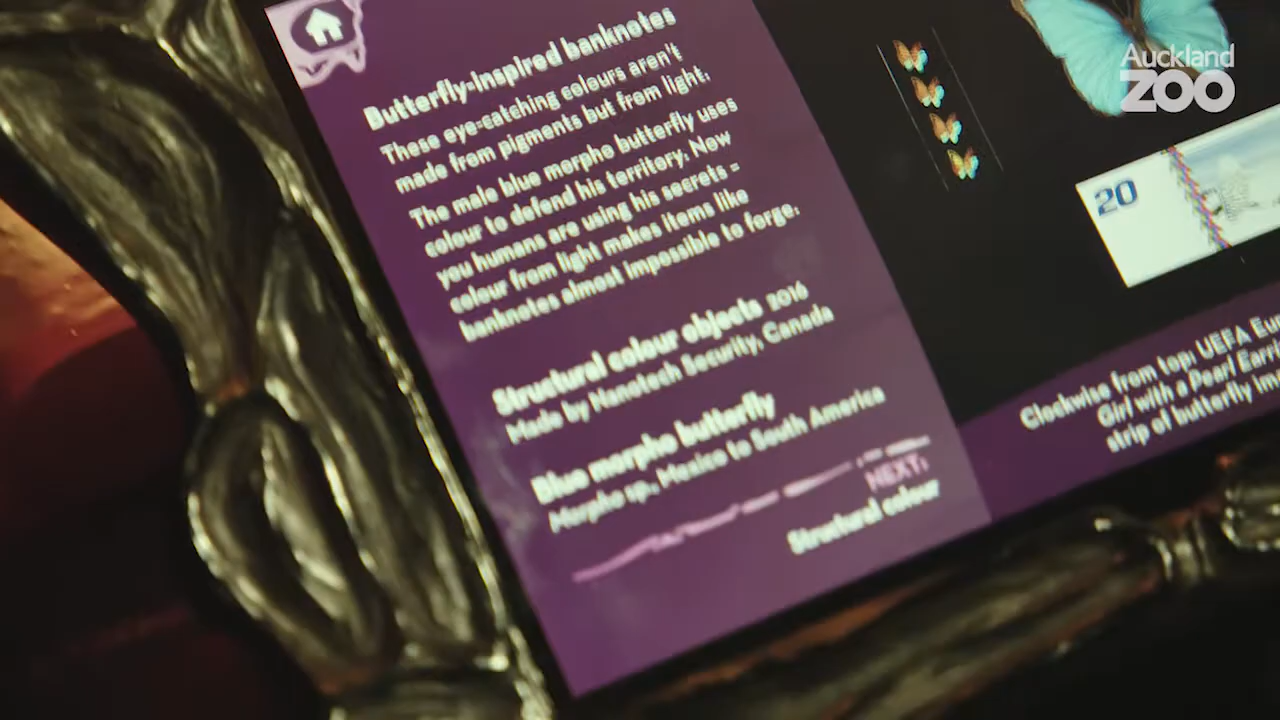 Butterfly-inspired banknotes
These eye-catching colours aren't
made from pigments but from light.
The male blue morpho butterfly uses
colour to defend his territory. Now
you humans are using his secrets -
colour from light makes items like
banknotes almost impossible to forge.
Structural colour objects 2016
Made by Nanotech Security, Canada
Blue morpho butterfly
Morpho sp., Mexico to South America
NEXT:
Structural colour
Auckland
ZOO
20
Clockwise from top: UEFA
Girl with a Pearl
strip of butterfly